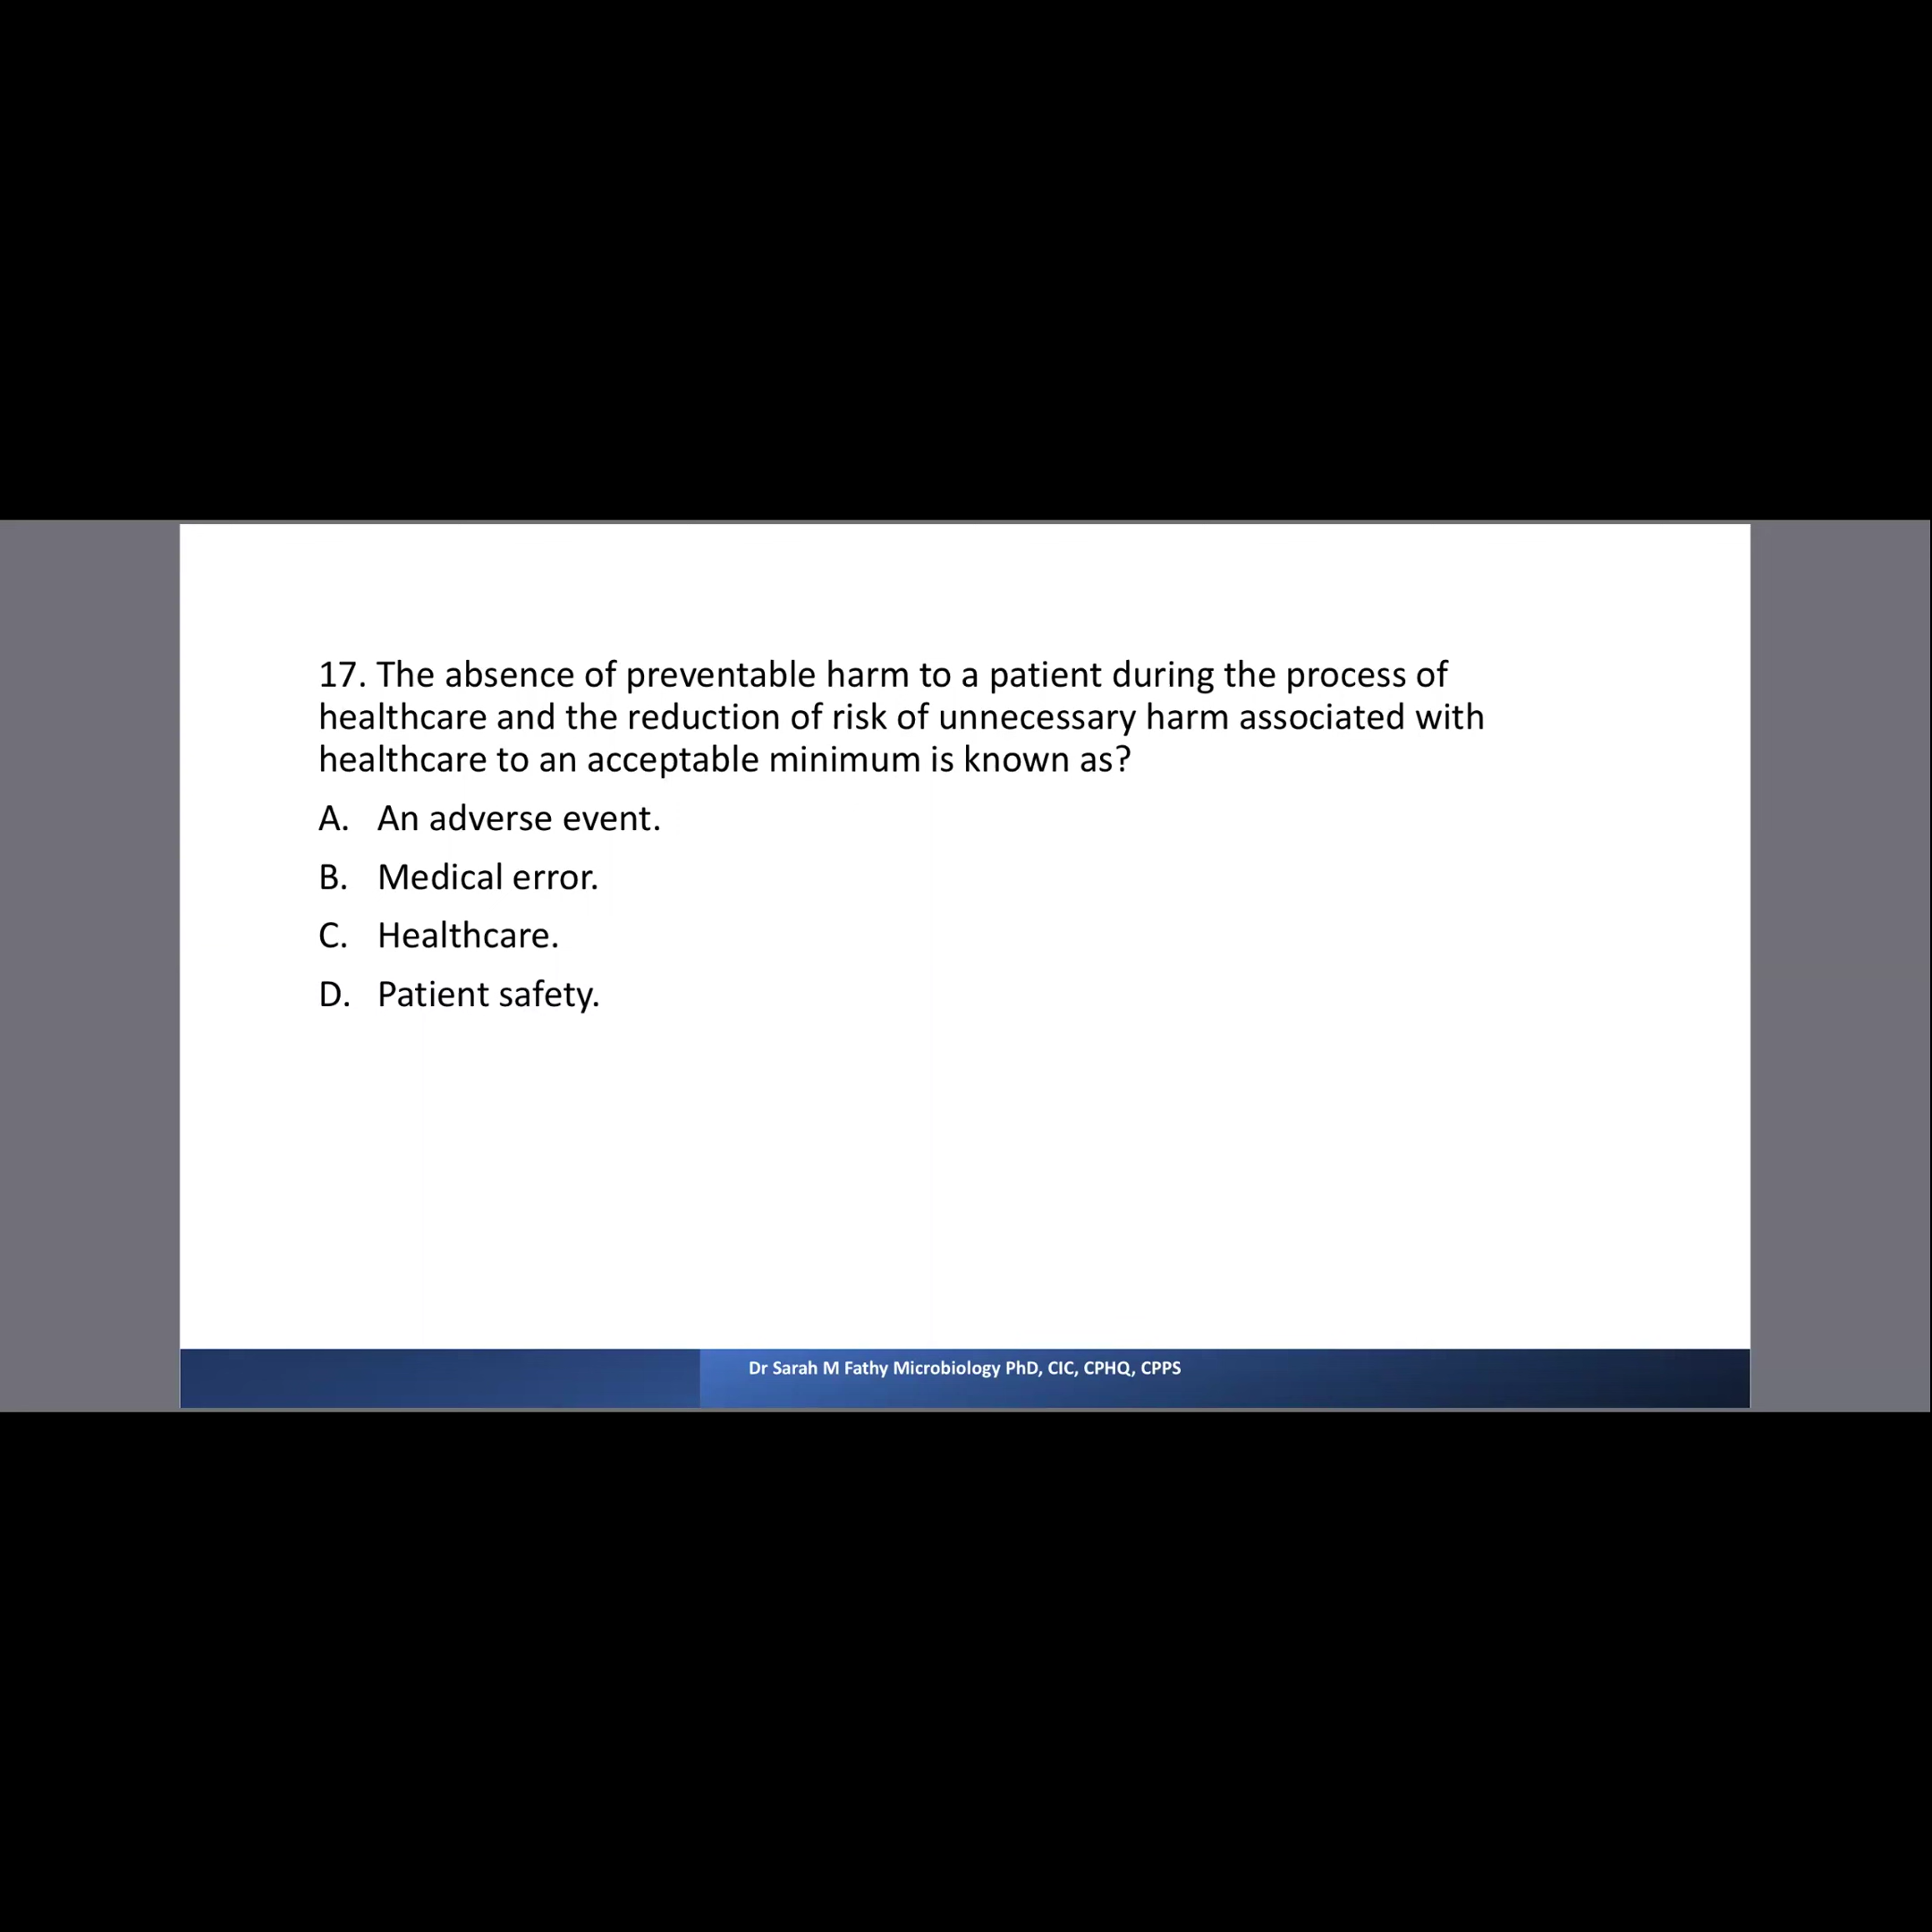 17. The absence of preventable harm to a patient during the process of
healthcare and the reduction of risk of unnecessary harm associated with
healthcare to an acceptable minimum is known as?
A. An adverse event.
B. Medical error.
C. Healthcare.
D. Patient safety.
Dr Sarah M Fathy Microbiology PhD, CIC, CPHQ, CPPS